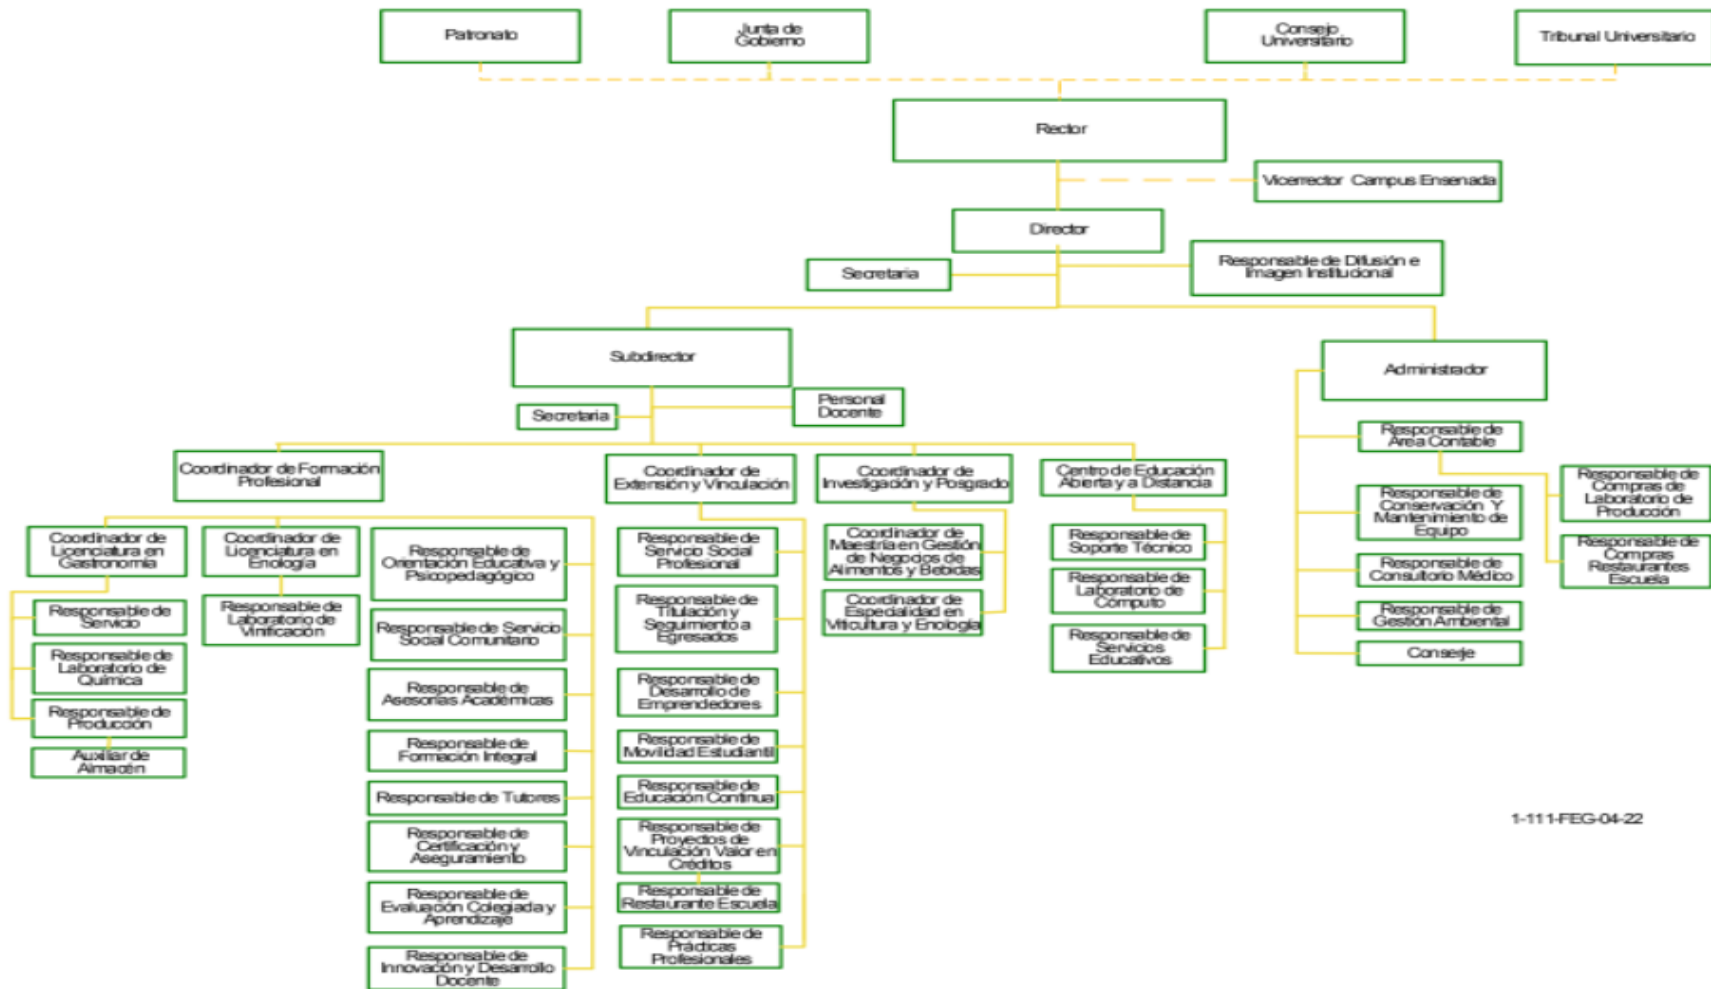 Patronato
Junta de
Gobierno
Consejo
Universitario
Tribunal Universitario
Rector
Vicerrector Campus Ensenada
Director
Secretaria
Responsable de Difusión e
Imagen Institucional
Subdirector
Administrador
Secretaria
Personal
Docente
Coordinador de Formación
Profesional
Coordinador de
Extensión y Vinculación
Coordinador de
Investigación y Posgrado
Centro de Educación
Abierta y a Distancia
Coordinador de
Licenciatura en
Gastronomía
Responsable de
Servicio
Responsable de
Laboratorio de
Química
Responsable de
Producción
Auxiliar de
Almacén
Coordinador de
Licenciatura en
Enología
Responsable de
Laboratorio de
Vinificación
Responsable de
Orientación Educativa y
Psicopedagógico
Responsable de Servicio
Social Comunitario
Responsable de
Asesorías Académicas
Responsable de
Formación Integral
Responsable de Tutores
Responsable de
Certificación y
Aseguramiento
Responsable de
Evaluación Colegiada y
Aprendizaje
Responsable de
Innovación y Desarrollo
Docente
Responsable de
Servicio Social
Profesional
Responsable de
Titulación y
Seguimiento a
Egresados
Responsable de
Desarrollo de
Emprendedores
Responsable de
Movilidad Estudiantil
Responsable de
Educación Continua
Responsable de
Proyectos de
Vinculación Valor en
Créditos
Responsable de
Restaurante Escuela
Responsable de
Prácticas
Profesionales
Coordinador de
Maestría en Gestión
de Negocios de
Alimentos y Bebidas
Coordinador de
Especialidad en
Viticultura y Enología
Responsable de
Soporte Técnico
Responsable de
Laboratorio de
Cómputo
Responsable de
Servicios
Educativos
Responsable de
Área Contable
Responsable de
Conservación Y
Mantenimiento de
Equipo
Responsable de
Consultorio Médico
Responsable de
Gestión Ambiental
Conserje
Responsable de
Compras de
Laboratorio de
Producción
Responsable de
Compras
Restaurantes
Escuela
1-111-FEG-04-22